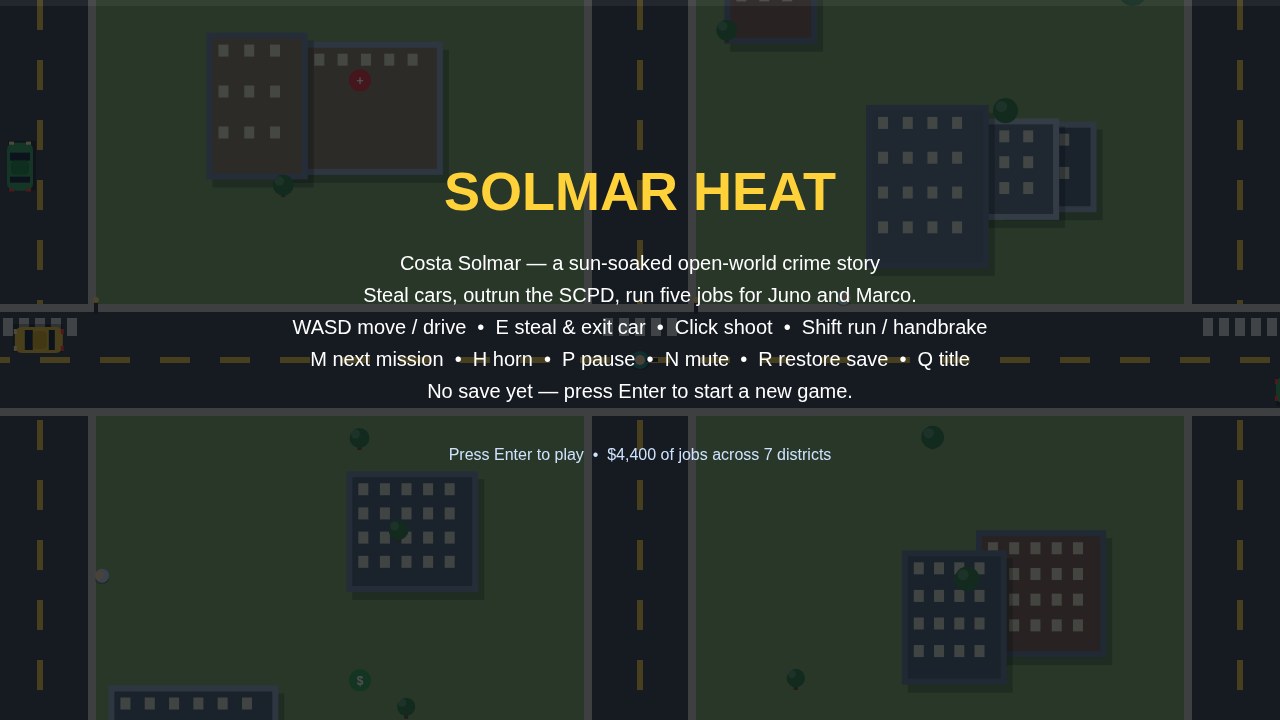 +
SOLMAR HEAT
Costa Solmar — a sun-soaked open-world crime story
Steal cars, outrun the SCPD, run five jobs for Juno and Marco.
WASD move / drive • E steal & exit car • Click shoot • Shift run / handbrake
M next mission • H horn • P pause • N mute • R restore save • Q title
No save yet — press Enter to start a new game.
Press Enter to play • $4,400 of jobs across 7 districts
$